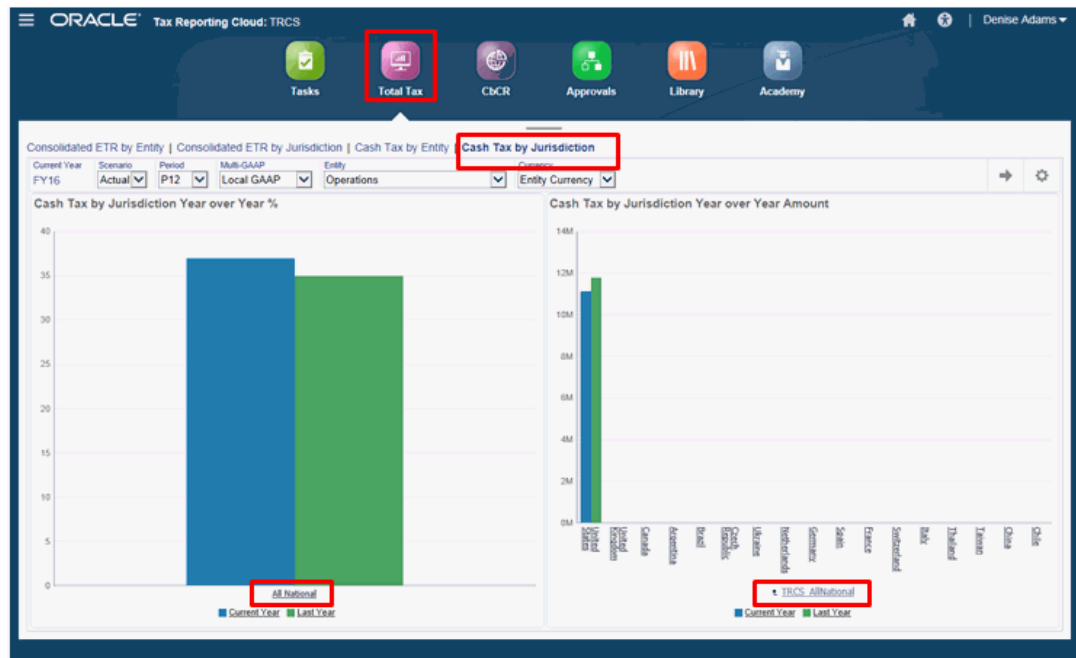 ORACLE Tax Reporting Cloud: TRCS
Denise Adams
Tasks
Total Tax
CbCR
Approvals
Library
Academy
Consolidated ETR by Entity | Consolidated ETR by Jurisdiction | Cash Tax by Entity | Cash Tax by Jurisdiction
Current Year Scenario Period Multi-GAAP Entity Currency
FY16 Actual P12 Local GAAP Operations Entity Currency
Cash Tax by Jurisdiction Year over Year %
40
35
30
25
20
15
10
5
0
All National
Current Year Last Year
Cash Tax by Jurisdiction Year over Year Amount
14M
12M
10M
8M
6M
4M
2M
0M
United States
United Kingdom
Canada
Argentina
Brazil
Czech Republic
Ukraine
Netherlands
Germany
Spain
France
Switzerland
Italy
Thailand
Taiwan
China
Chile
TRCS_AllNational
Current Year Last Year